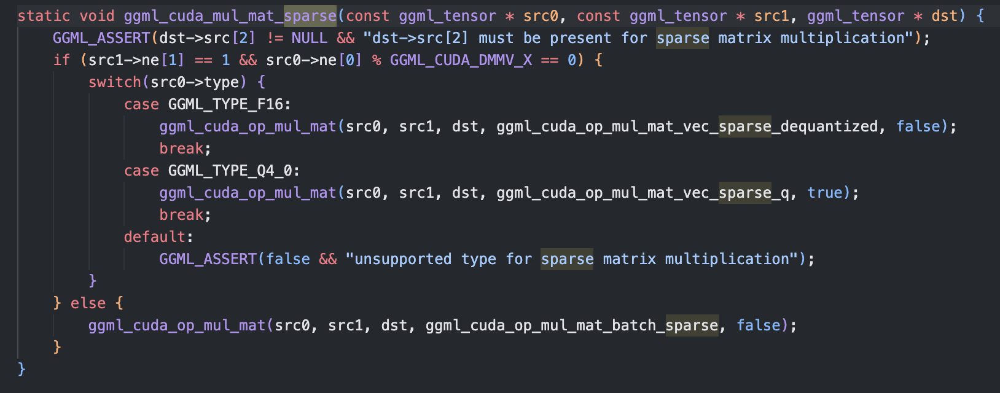 static void ggml_cuda_mul_mat_sparse(const ggml_tensor * src0, const ggml_tensor * src1, ggml_tensor * dst) {
    GGML_ASSERT(dst->src[2] != NULL && "dst->src[2] must be present for sparse matrix multiplication");
    if (src1->ne[1] == 1 && src0->ne[0] % GGML_CUDA_DMMV_X == 0) {
        switch(src0->type) {
            case GGML_TYPE_F16:
                ggml_cuda_op_mul_mat(src0, src1, dst, ggml_cuda_op_mul_mat_vec_sparse_dequantized, false);
                break;
            case GGML_TYPE_Q4_0:
                ggml_cuda_op_mul_mat(src0, src1, dst, ggml_cuda_op_mul_mat_vec_sparse_q, true);
                break;
            default:
                GGML_ASSERT(false && "unsupported type for sparse matrix multiplication");
        }
    } else {
        ggml_cuda_op_mul_mat(src0, src1, dst, ggml_cuda_op_mul_mat_batch_sparse, false);
    }
}